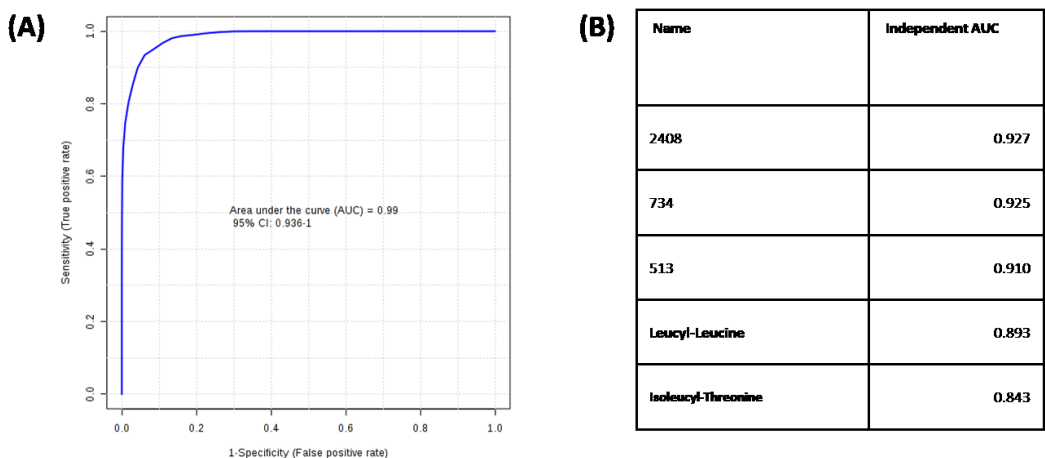 (A)
1.0
0.8
0.6
0.4
0.2
0.0
Sensitivity (True positive rate)
Area under the curve (AUC) = 0.99
95% CI: 0.936-1
0.0 0.2 0.4 0.6 0.8 1.0
1-Specificity (False positive rate)
(B)
Name Independent AUC
2408 0.927
734 0.925
513 0.910
Leucyl-Leucine 0.893
Isoleucyl-Threonine 0.843